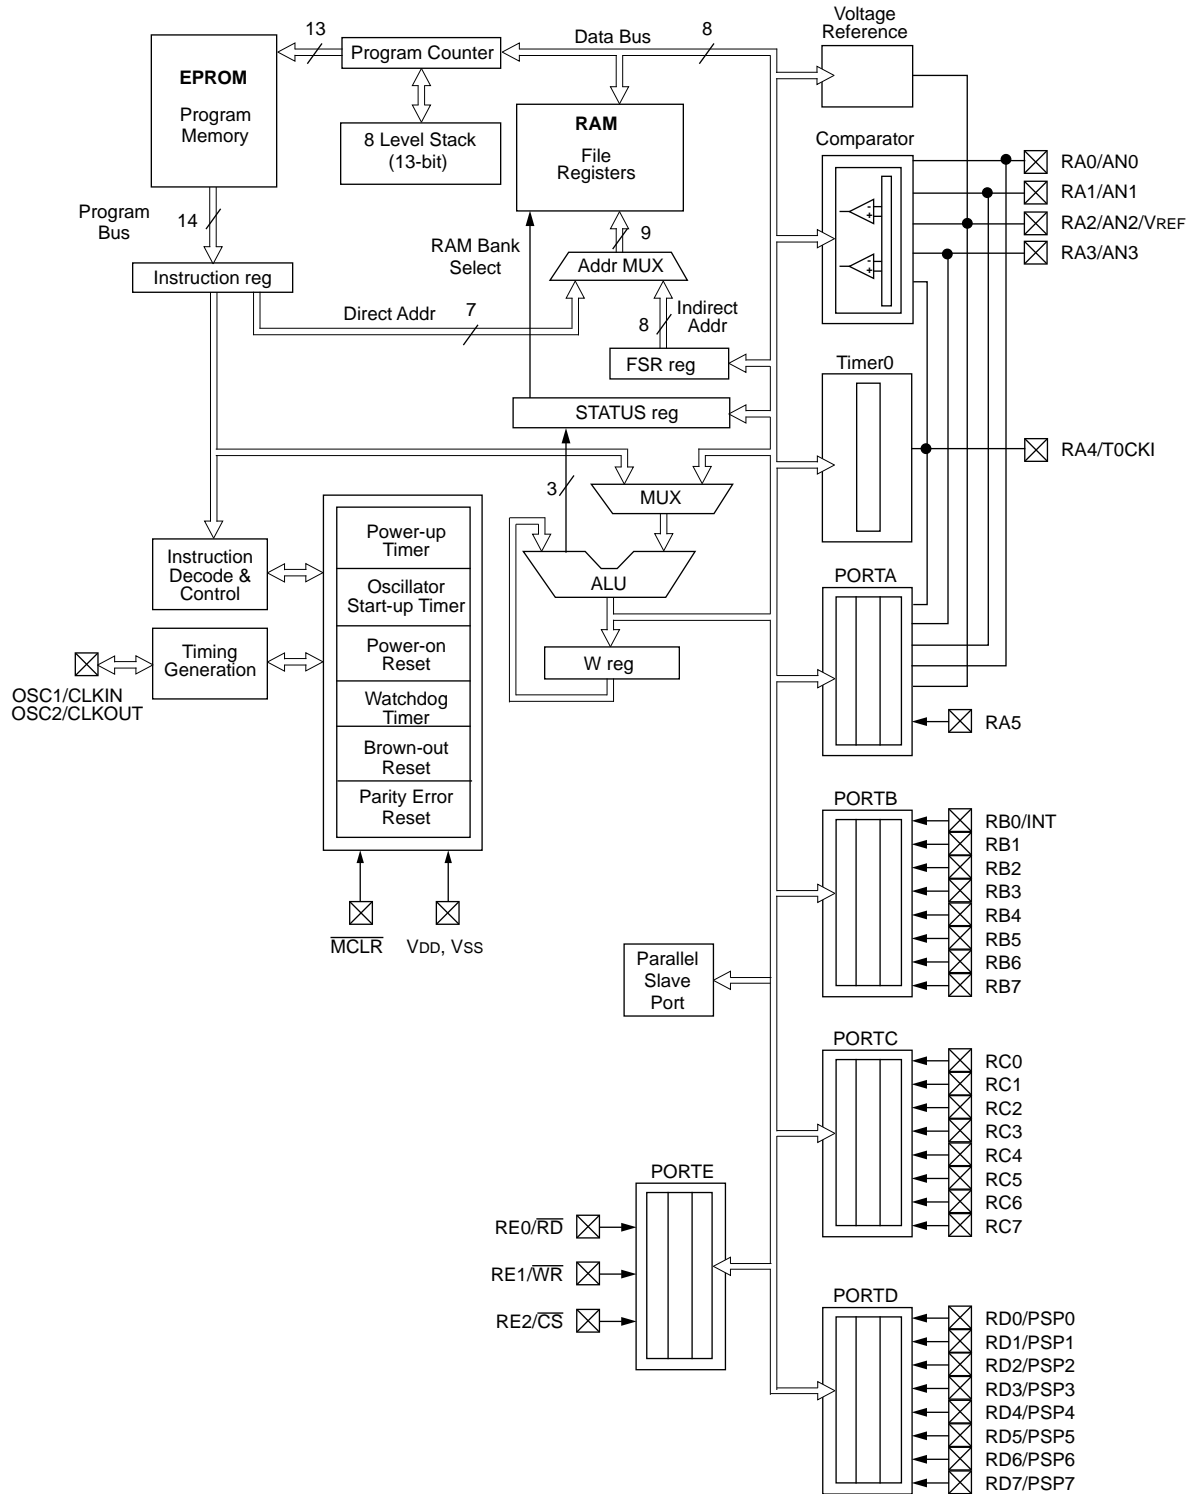 13
Data Bus
8
Voltage
Reference
EPROM
Program
Memory
Program Counter
8 Level Stack
(13-bit)
RAM
File
Registers
Comparator
-
+
-
+
RA0/AN0
RA1/AN1
RA2/AN2/VREF
RA3/AN3
Program
Bus
14
RAM Bank
Select
9
Addr MUX
Instruction reg
Direct Addr
7
8
Indirect
Addr
FSR reg
STATUS reg
Timer0
RA4/T0CKI
3
MUX
ALU
W reg
Instruction
Decode &
Control
Timing
Generation
OSC1/CLKIN
OSC2/CLKOUT
Power-up
Timer
Oscillator
Start-up Timer
Power-on
Reset
Watchdog
Timer
Brown-out
Reset
Parity Error
Reset
MCLR
VDD, VSS
PORTA
RA5
PORTB
RB0/INT
RB1
RB2
RB3
RB4
RB5
RB6
RB7
Parallel
Slave
Port
PORTC
RC0
RC1
RC2
RC3
RC4
RC5
RC6
RC7
PORTE
RE0/RD
RE1/WR
RE2/CS
PORTD
RD0/PSP0
RD1/PSP1
RD2/PSP2
RD3/PSP3
RD4/PSP4
RD5/PSP5
RD6/PSP6
RD7/PSP7